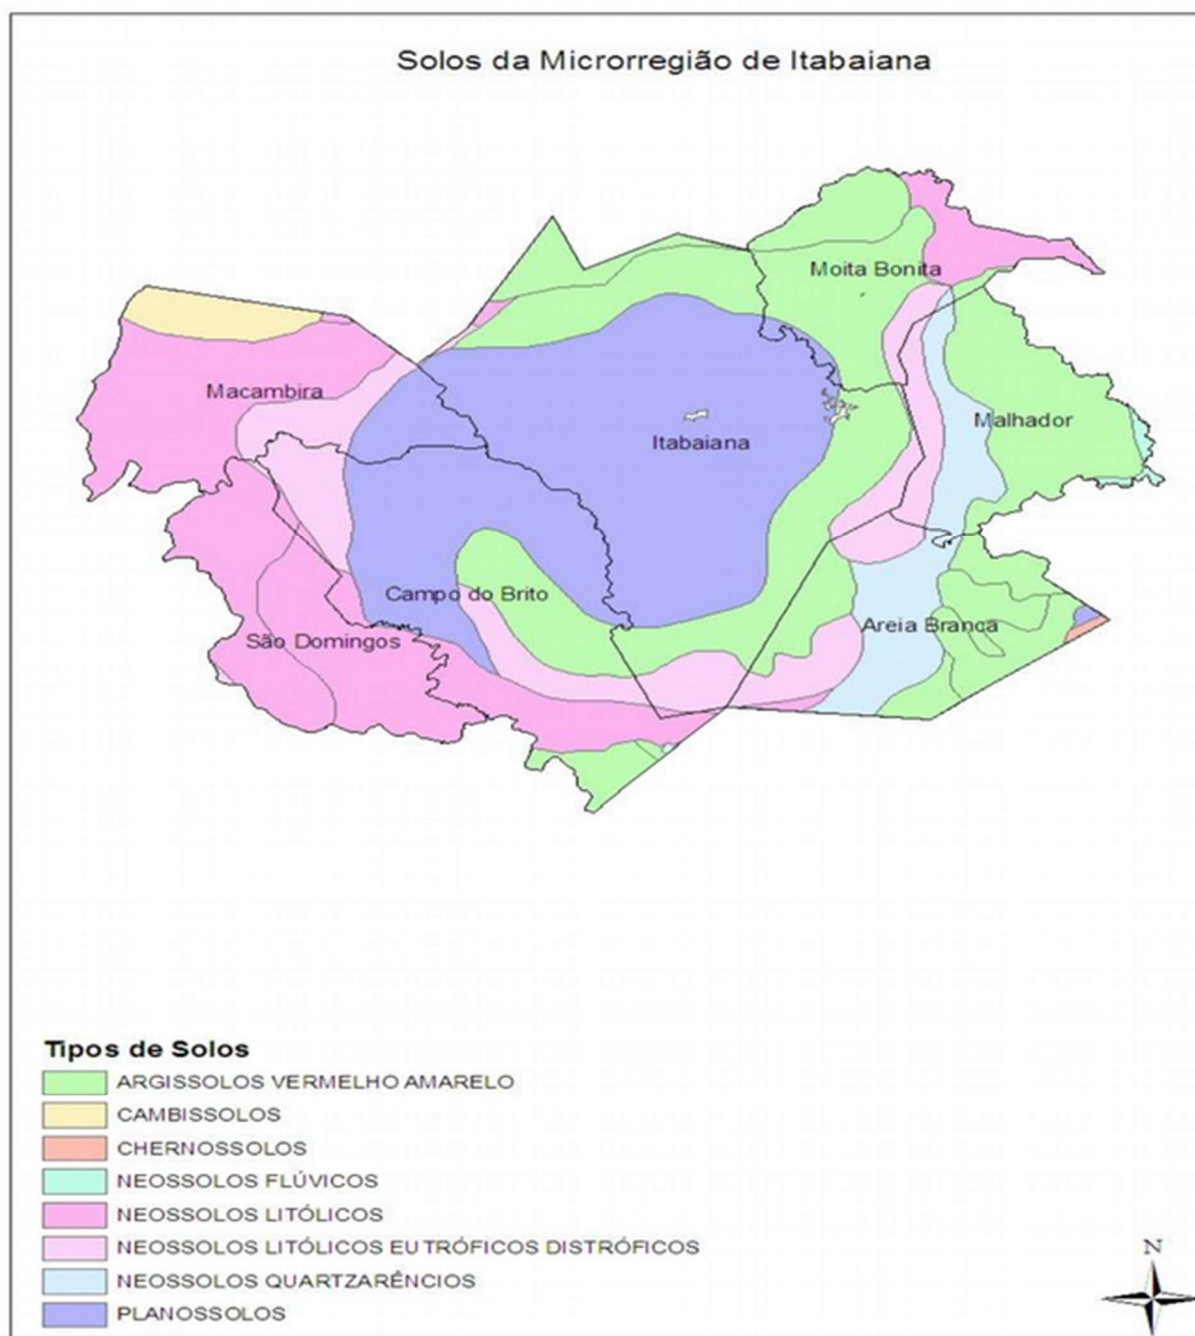 Solos da Microrregião de Itabaiana
Moita Bonita
Macambira
Malhador
Itabaiana
Campo do Brito
Areia Branca
São Domingos
Tipos de Solos
ARGISSOLOS VERMELHO AMARELO
CAMBISSOLOS
CHERNOSSOLOS
NEOSSOLOS FLÚVICOS
NEOSSOLOS LITÓLICOS
NEOSSOLOS LITÓLICOS EUTRÓFICOS DISTRÓFICOS
NEOSSOLOS QUARTZARÊNCIOS
PLANOSSOLOS
N